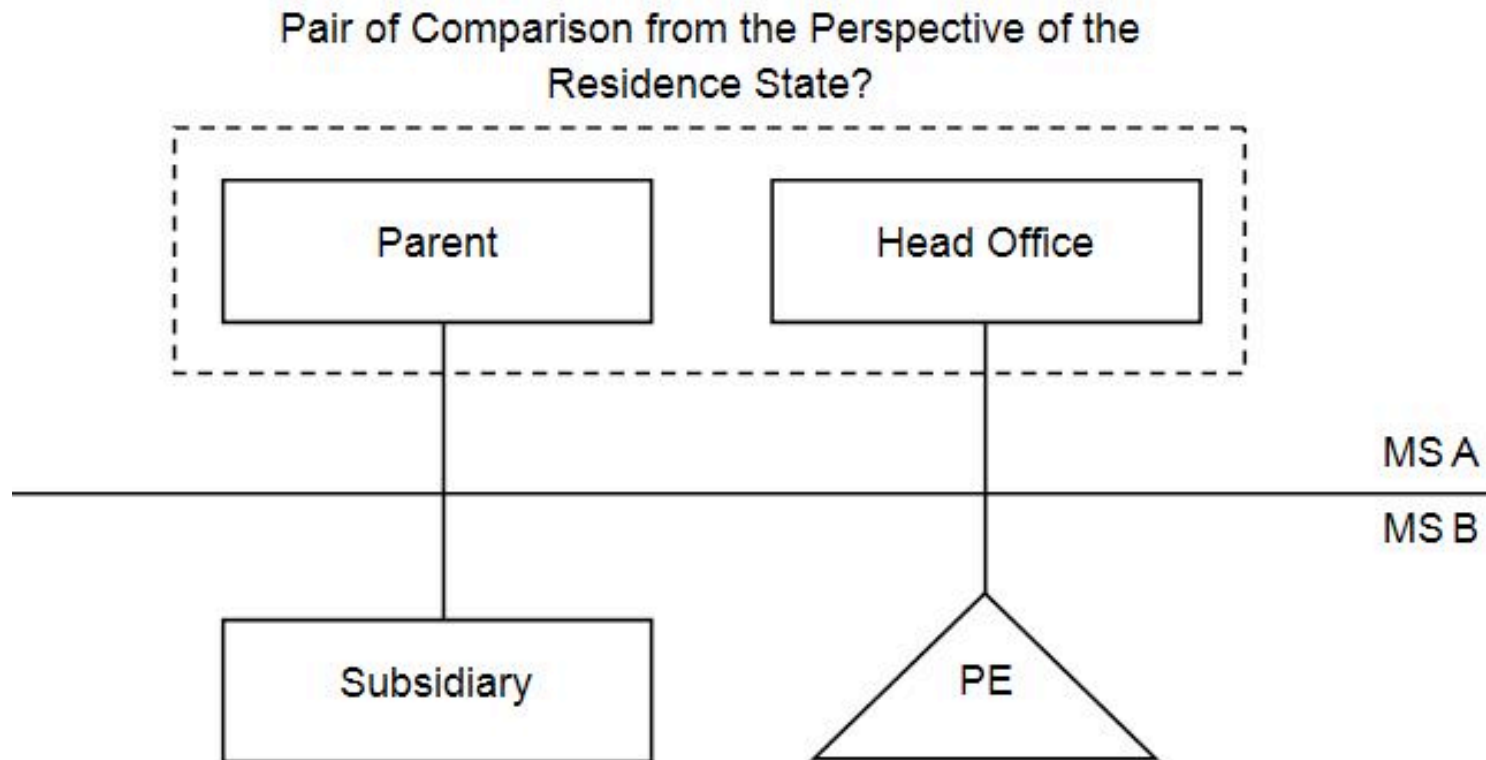 Pair of Comparison from the Perspective of the
Residence State?
Parent
Head Office
MS A
MS B
Subsidiary
PE